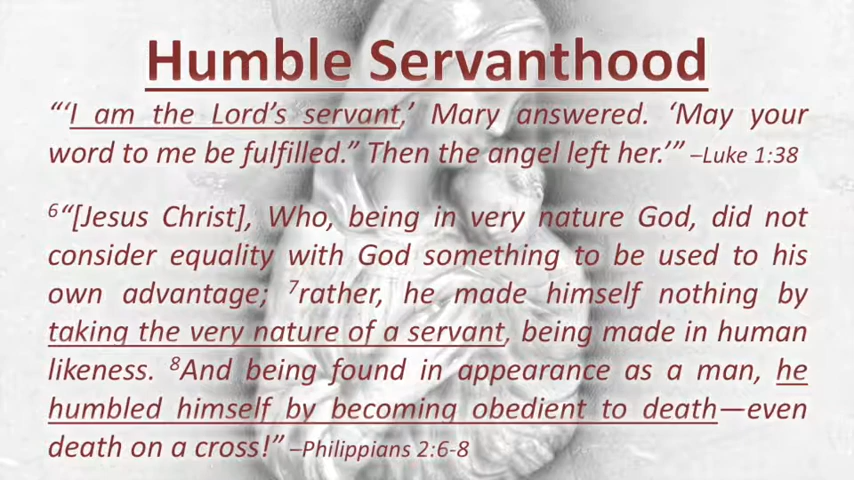 Humble Servanthood
“‘I am the Lord’s servant,’ Mary answered. ‘May your
word to me be fulfilled.” Then the angel left her.’” –Luke 1:38
⁶“[Jesus Christ], Who, being in very nature God, did not
consider equality with God something to be used to his
own advantage; ⁷rather, he made himself nothing by
taking the very nature of a servant, being made in human
likeness. ⁸And being found in appearance as a man, he
humbled himself by becoming obedient to death—even
death on a cross!” –Philippians 2:6-8